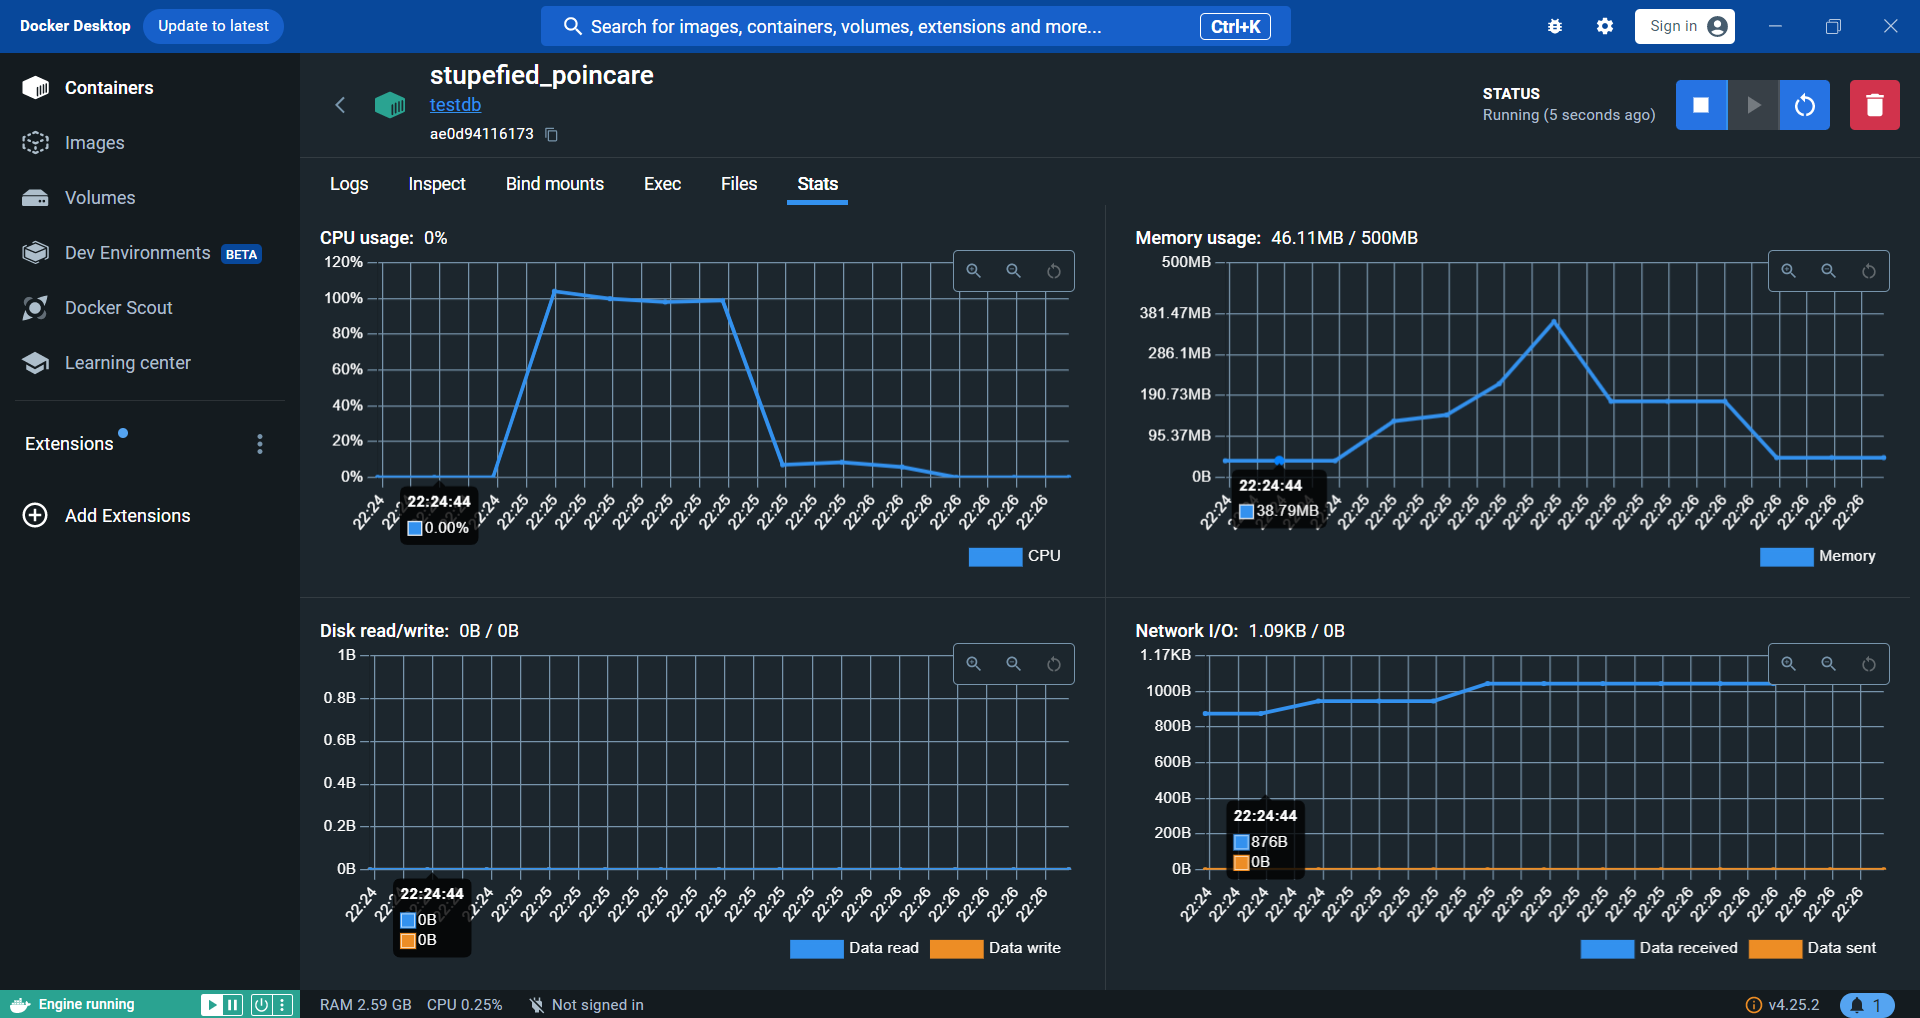 Docker Desktop
Update to latest
Search for images, containers, volumes, extensions and more...
Ctrl+K
Sign in
Containers
Images
Volumes
Dev Environments BETA
Docker Scout
Learning center
Extensions
Add Extensions
stupefied_poincare
testdb
ae0d94116173
STATUS
Running (5 seconds ago)
Logs Inspect Bind mounts Exec Files Stats
CPU usage: 0%
120%
100%
80%
60%
40%
20%
0%
22:24 22:24 22:25 22:25 22:25 22:25 22:25 22:25 22:25 22:25 22:25 22:25 22:25 22:26 22:26 22:26 22:26 22:26 22:26 22:26
22:24:44
0.00%
CPU
Memory usage: 46.11MB / 500MB
500MB
381.47MB
286.1MB
190.73MB
95.37MB
0B
22:24 22:25 22:25 22:25 22:25 22:25 22:25 22:25 22:25 22:25 22:25 22:25 22:26 22:26 22:26 22:26 22:26 22:26 22:26
22:24:44
38.79MB
Memory
Disk read/write: 0B / 0B
1B
0.8B
0.6B
0.4B
0.2B
0B
22:24 22:24 22:25 22:25 22:25 22:25 22:25 22:25 22:25 22:25 22:25 22:25 22:25 22:26 22:26 22:26 22:26 22:26 22:26 22:26
22:24:44
0B
0B
Data read Data write
Network I/O: 1.09KB / 0B
1.17KB
1000B
800B
600B
400B
200B
0B
22:24 22:24 22:24 22:24 22:24 22:25 22:25 22:25 22:25 22:25 22:25 22:25 22:25 22:25 22:25 22:25 22:26 22:26 22:26 22:26 22:26 22:26 22:26 22:26
22:24:44
876B
0B
Data received Data sent
Engine running
RAM 2.59 GB CPU 0.25% Not signed in
v4.25.2
1